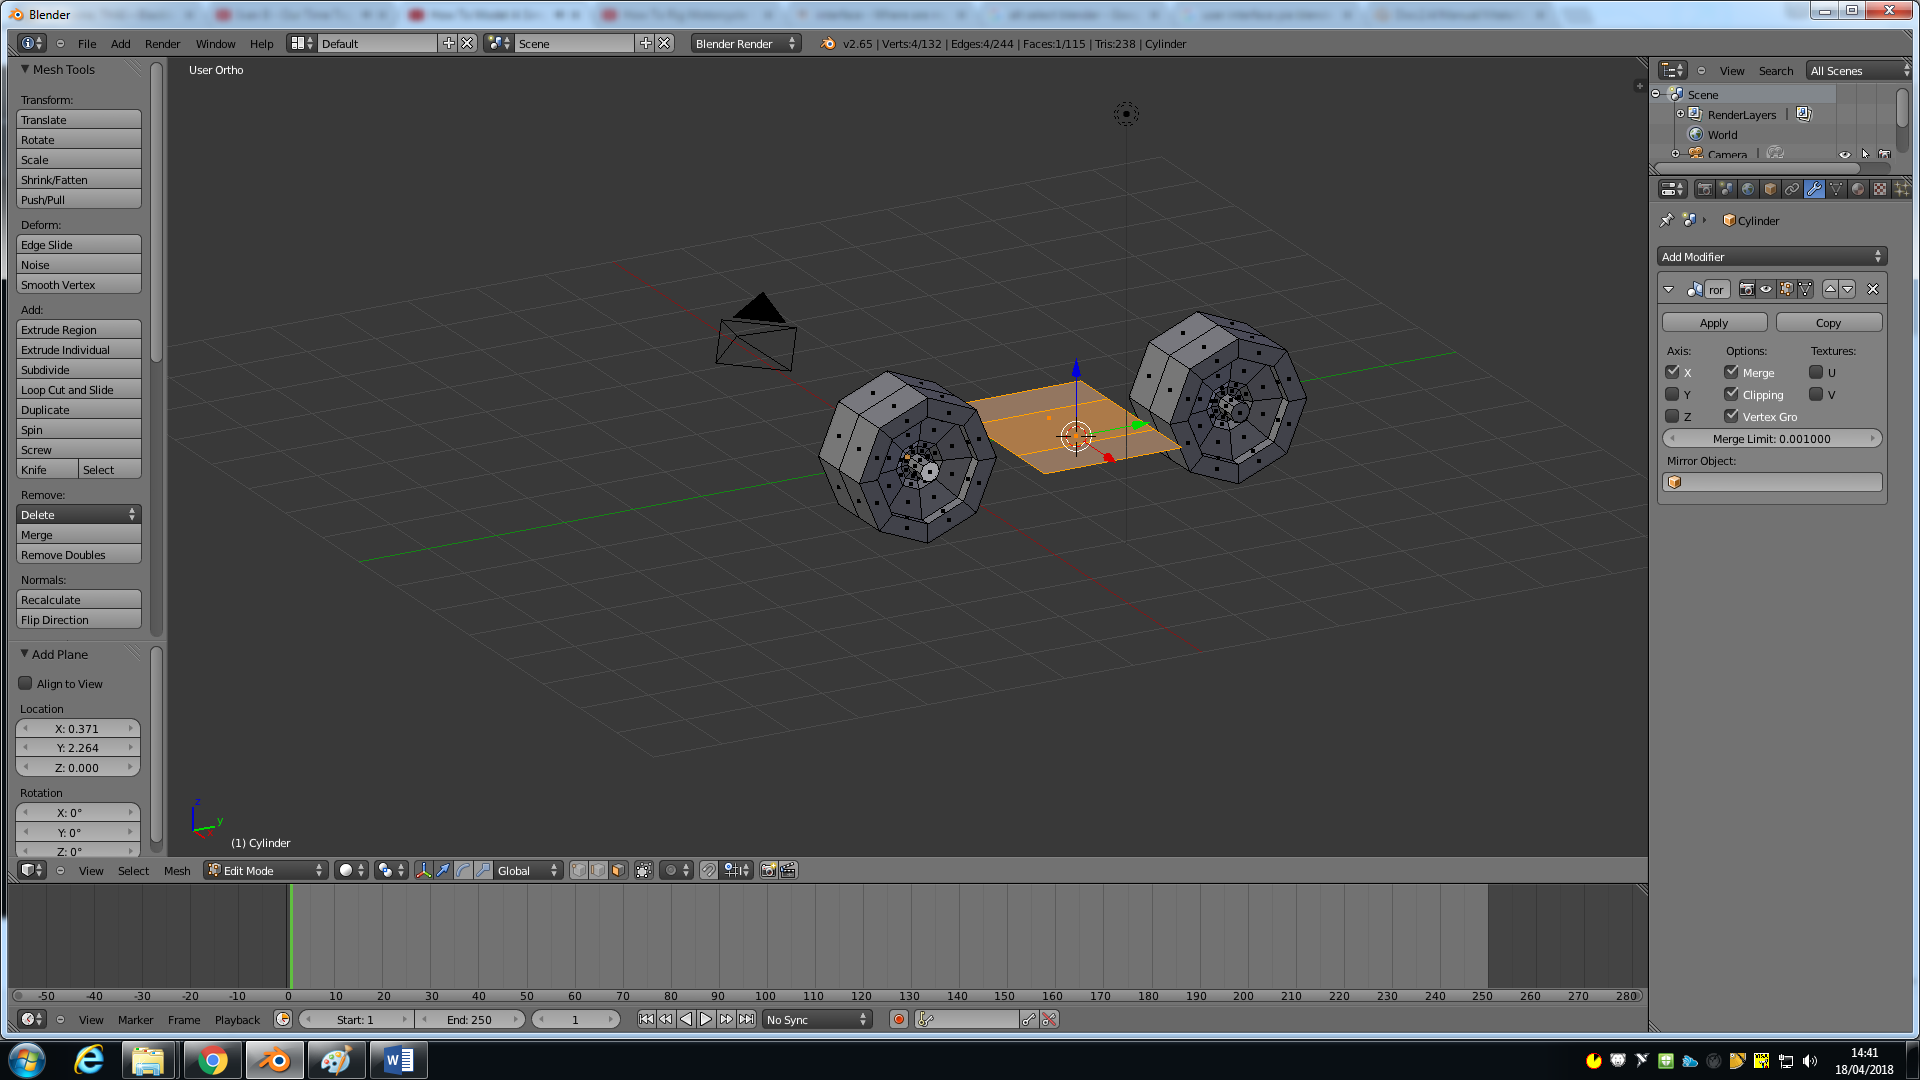 Blender
File Add Render Window Help Default Scene Blender Render v2.65 | Verts:4/132 | Edges:4/244 | Faces:1/115 | Tris:238 | Cylinder
Mesh Tools
Transform:
Translate
Rotate
Scale
Shrink/Fatten
Push/Pull
Deform:
Edge Slide
Noise
Smooth Vertex
Add:
Extrude Region
Extrude Individual
Subdivide
Loop Cut and Slide
Duplicate
Spin
Screw
Knife Select
Remove:
Delete
Merge
Remove Doubles
Normals:
Recalculate
Flip Direction
Add Plane
Align to View
Location
X: 0.371
Y: 2.264
Z: 0.000
Rotation
X: 0°
Y: 0°
Z: 0°
User Ortho
z
y
(1) Cylinder
View Search All Scenes
Scene
RenderLayers |
World
Camera |
Cylinder
Add Modifier
ror
Apply Copy
Axis: Options: Textures:
X Merge U
Y Clipping V
Z Vertex Gro
Merge Limit: 0.001000
Mirror Object:
View Select Mesh Edit Mode Global
-50 -40 -30 -20 -10 0 10 20 30 40 50 60 70 80 90 100 110 120 130 140 150 160 170 180 190 200 210 220 230 240 250 260 270 280
View Marker Frame Playback Start: 1 End: 250 1 No Sync
14:41
18/04/2018